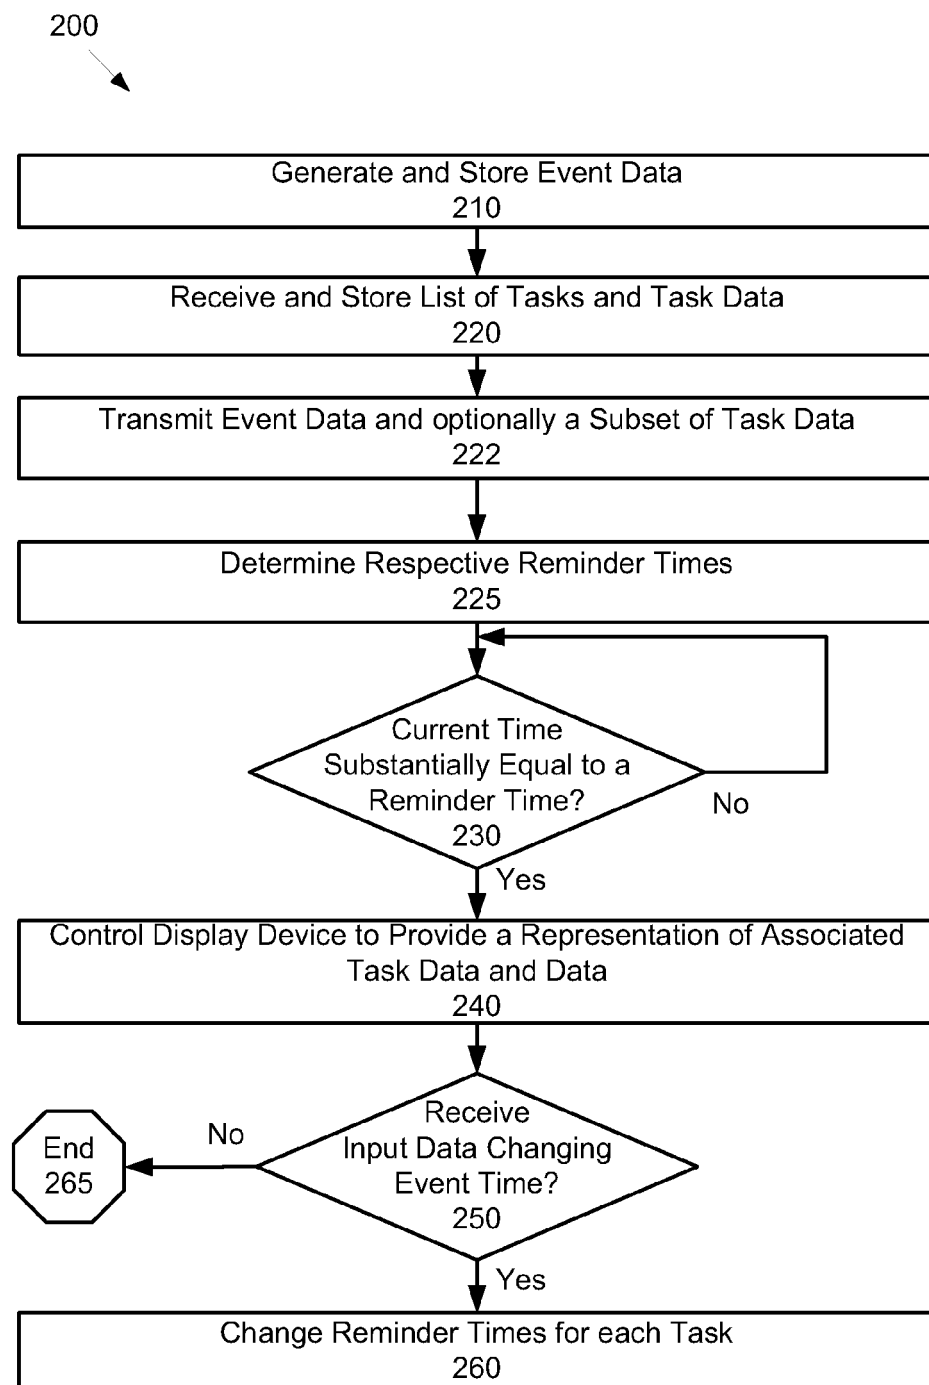 200
Generate and Store Event Data
210
Receive and Store List of Tasks and Task Data
220
Transmit Event Data and optionally a Subset of Task Data
222
Determine Respective Reminder Times
225
Current Time
Substantially Equal to a
Reminder Time?
230
No
Yes
Control Display Device to Provide a Representation of Associated
Task Data and Data
240
Receive
Input Data Changing
Event Time?
250
No
End
265
Yes
Change Reminder Times for each Task
260